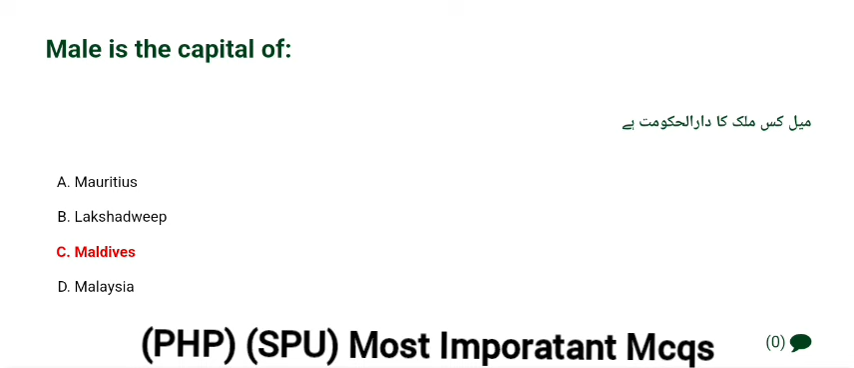 Male is the capital of:
میل کس ملک کا دارالحکومت ہے
A. Mauritius
B. Lakshadweep
C. Maldives
D. Malaysia
(PHP) (SPU) Most Imporatant Mcqs
(0)